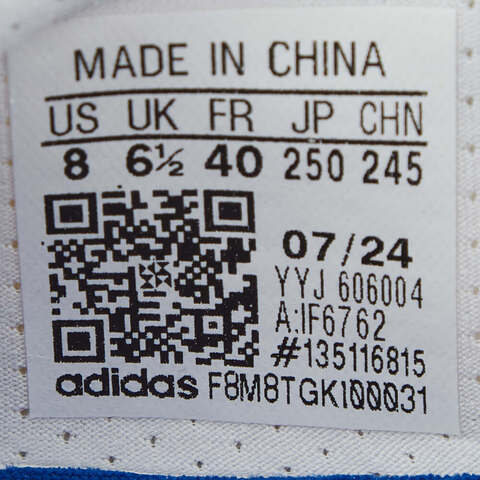 MADE IN CHINA
US UK FR JP CHN
8 6½ 40 250 245
07/24
YYJ 606004
A:IF6762
#135116815
adidas F8M8TGK100031